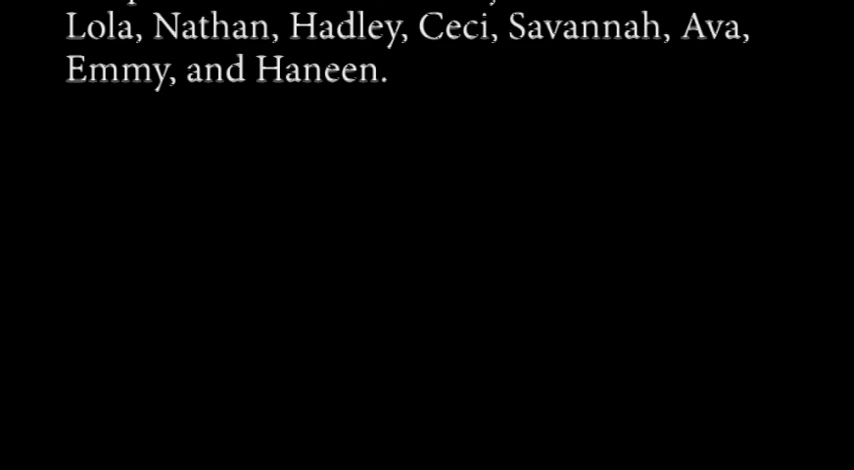 Lola, Nathan, Hadley, Ceci, Savannah, Ava,
Emmy, and Haneen.